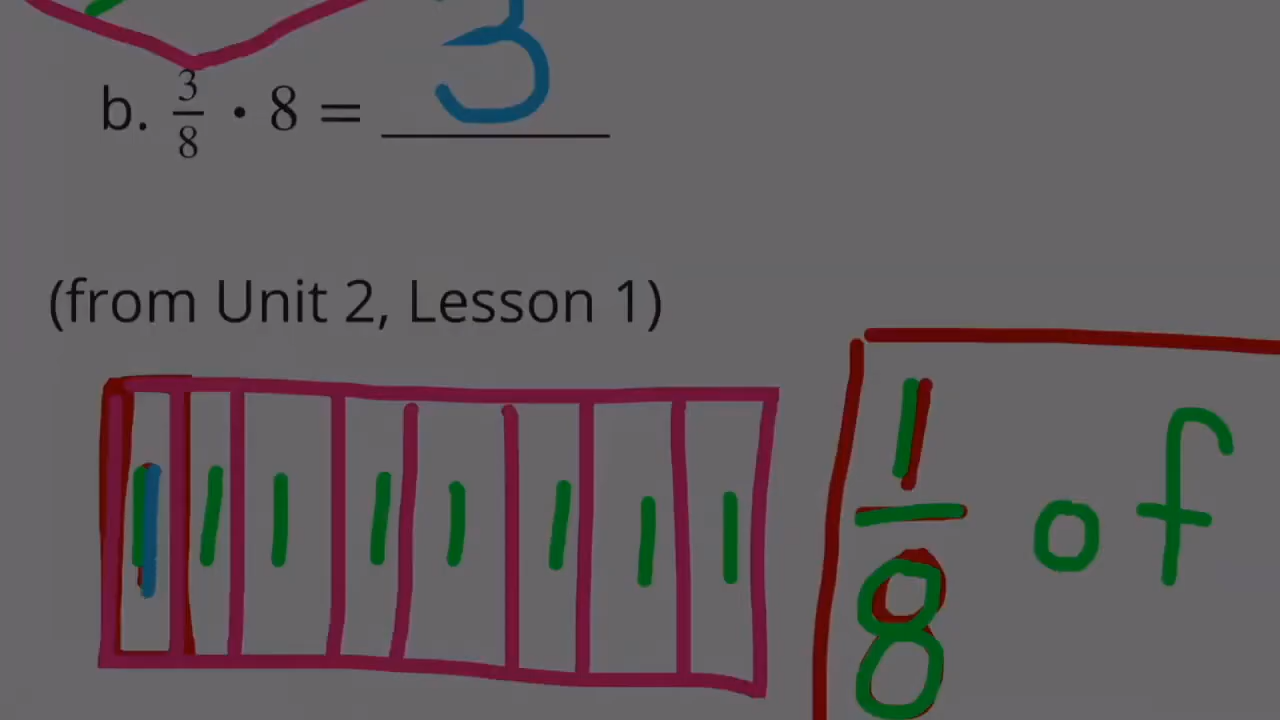 b. 3/8 · 8 = 3
(from Unit 2, Lesson 1)
1 1 1 1 1 1 1 1
1/8 of